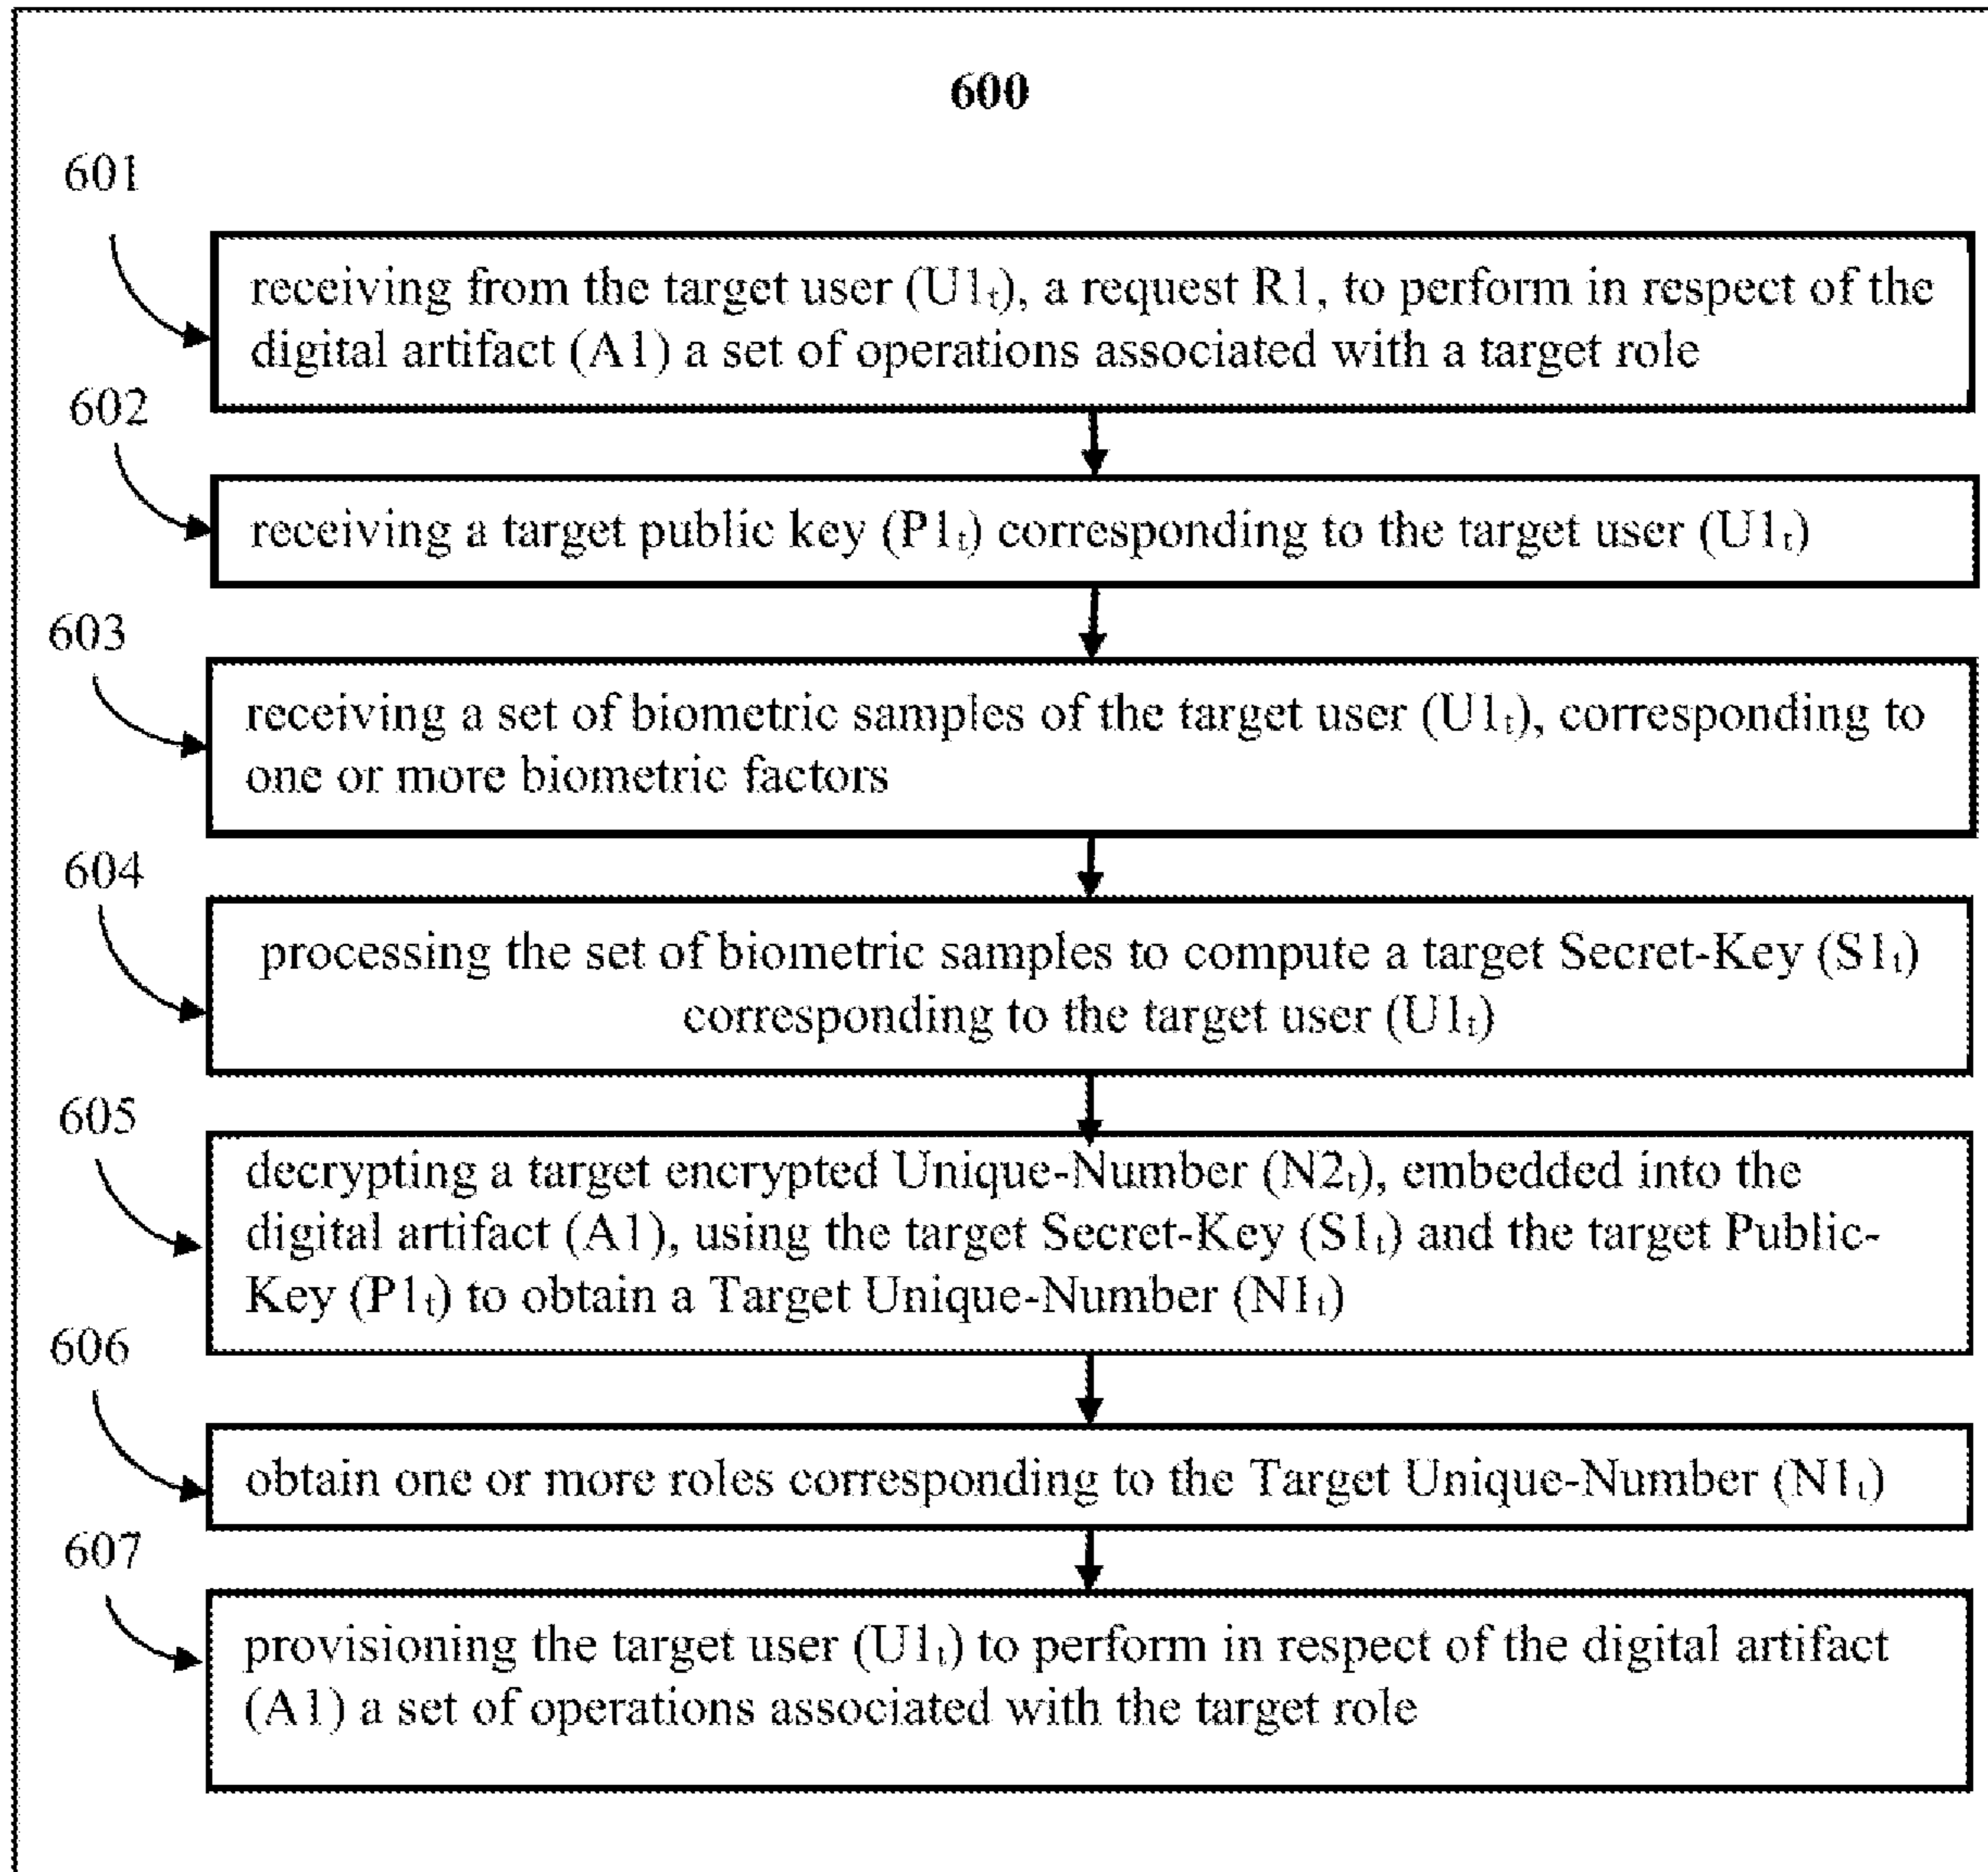 600
601
receiving from the target user (U1ₜ), a request R1, to perform in respect of the
digital artifact (A1) a set of operations associated with a target role
602
receiving a target public key (P1ₜ) corresponding to the target user (U1ₜ)
603
receiving a set of biometric samples of the target user (U1ₜ), corresponding to
one or more biometric factors
604
processing the set of biometric samples to compute a target Secret-Key (S1ₜ)
corresponding to the target user (U1ₜ)
605
decrypting a target encrypted Unique-Number (N2ₜ), embedded into the
digital artifact (A1), using the target Secret-Key (S1ₜ) and the target Public-
Key (P1ₜ) to obtain a Target Unique-Number (N1ₜ)
606
obtain one or more roles corresponding to the Target Unique-Number (N1ₜ)
607
provisioning the target user (U1ₜ) to perform in respect of the digital artifact
(A1) a set of operations associated with the target role